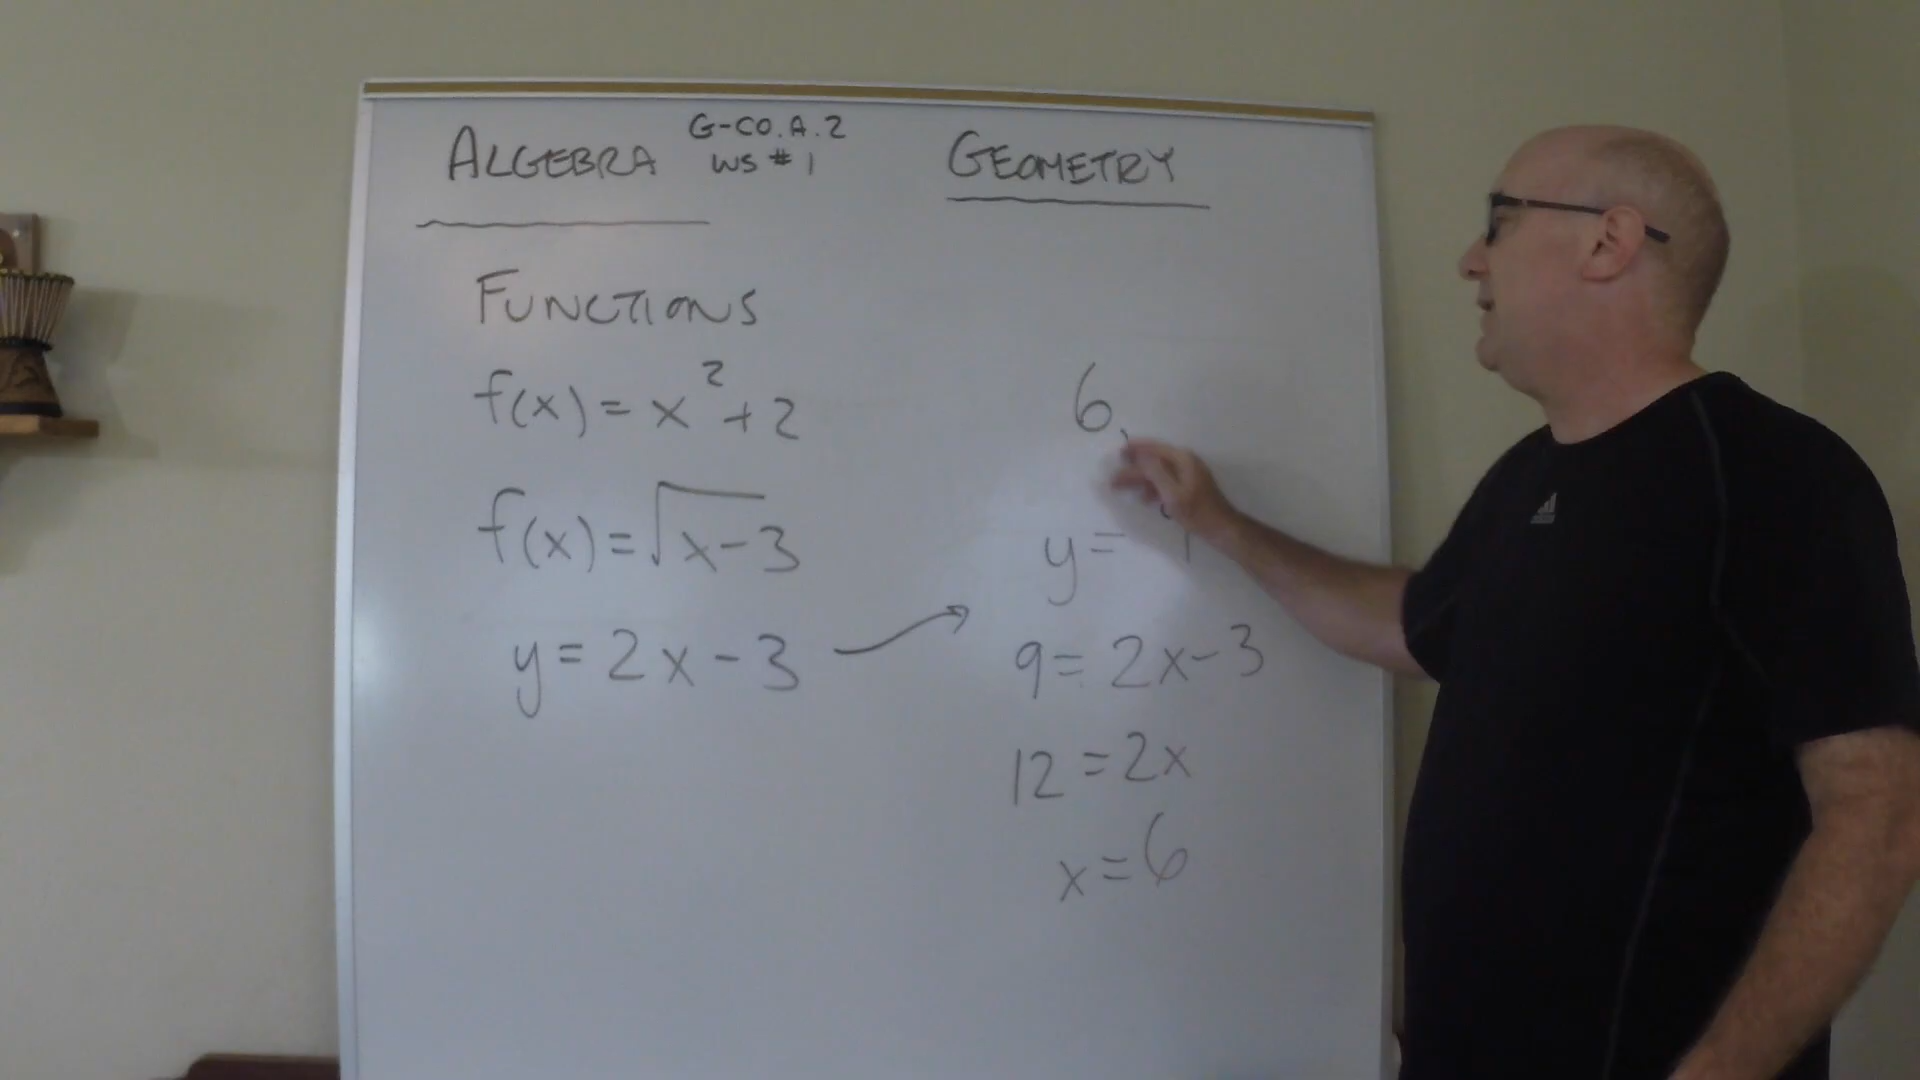 ALGEBRA
G-CO.A.2
WS # 1
GEOMETRY
FUNCTIONS
f(x) = x² + 2
f(x) = √x-3
y = 2x - 3
6,
y =
9 = 2x - 3
12 = 2x
x = 6